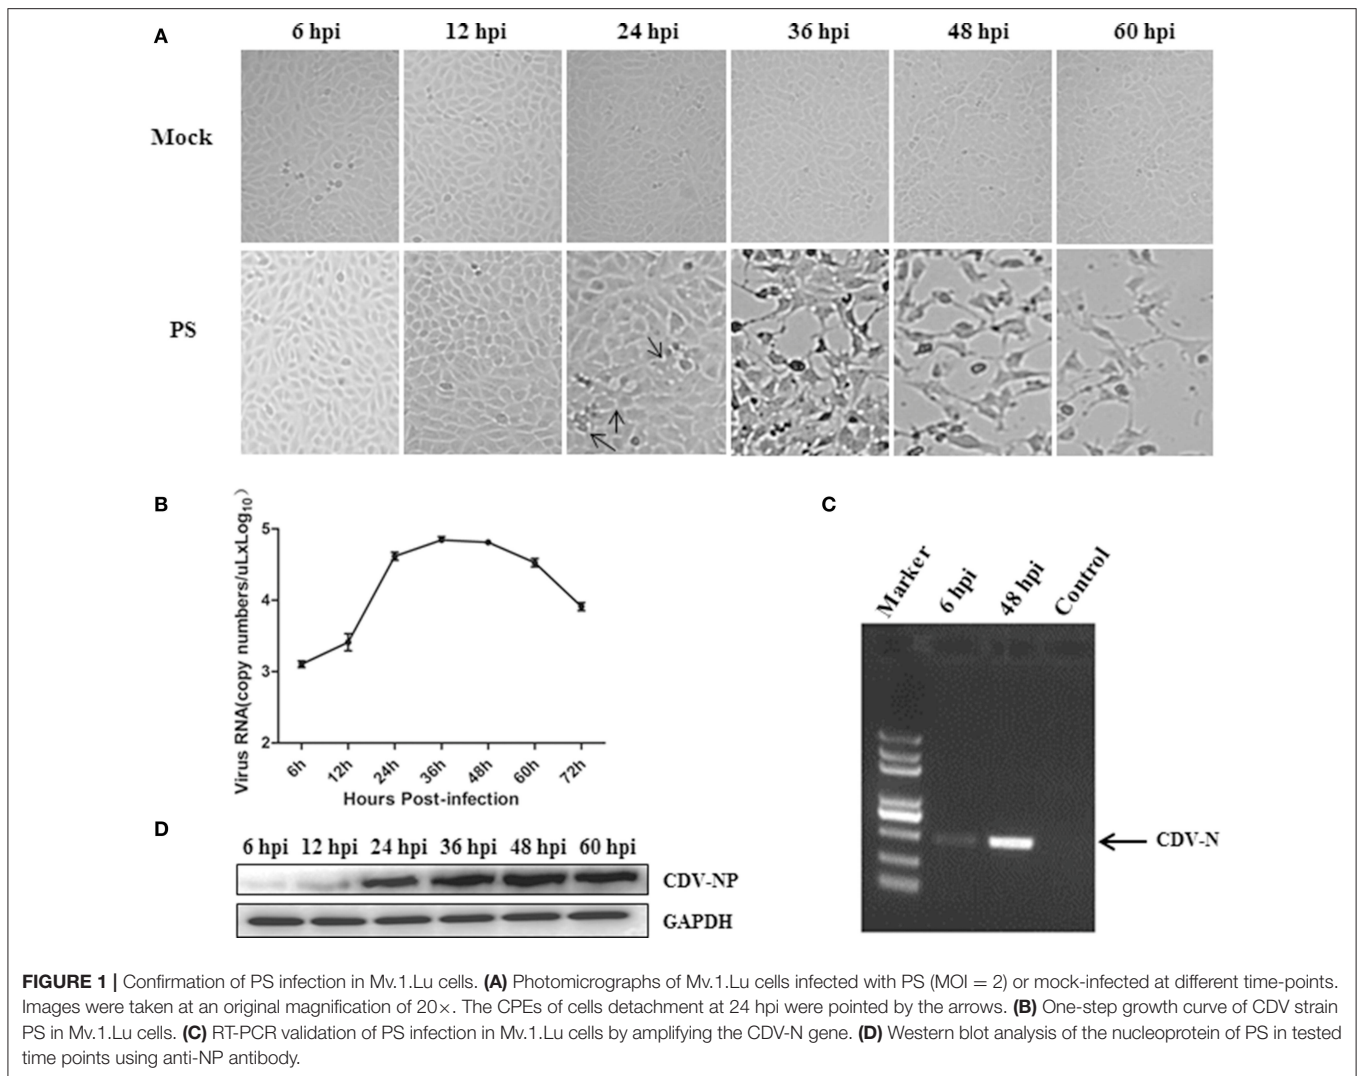 A
6 hpi 12 hpi 24 hpi 36 hpi 48 hpi 60 hpi
Mock
PS
B
Virus RNA(copy numbers/uLxLog10)
5
4
3
2
6h 12h 24h 36h 48h 60h 72h
Hours Post-infection
C
Marker 6 hpi 48 hpi Control
CDV-N
D
6 hpi 12 hpi 24 hpi 36 hpi 48 hpi 60 hpi
CDV-NP
GAPDH
FIGURE 1 | Confirmation of PS infection in Mv.1.Lu cells. (A) Photomicrographs of Mv.1.Lu cells infected with PS (MOI = 2) or mock-infected at different time-points.
Images were taken at an original magnification of 20×. The CPEs of cells detachment at 24 hpi were pointed by the arrows. (B) One-step growth curve of CDV strain
PS in Mv.1.Lu cells. (C) RT-PCR validation of PS infection in Mv.1.Lu cells by amplifying the CDV-N gene. (D) Western blot analysis of the nucleoprotein of PS in tested
time points using anti-NP antibody.